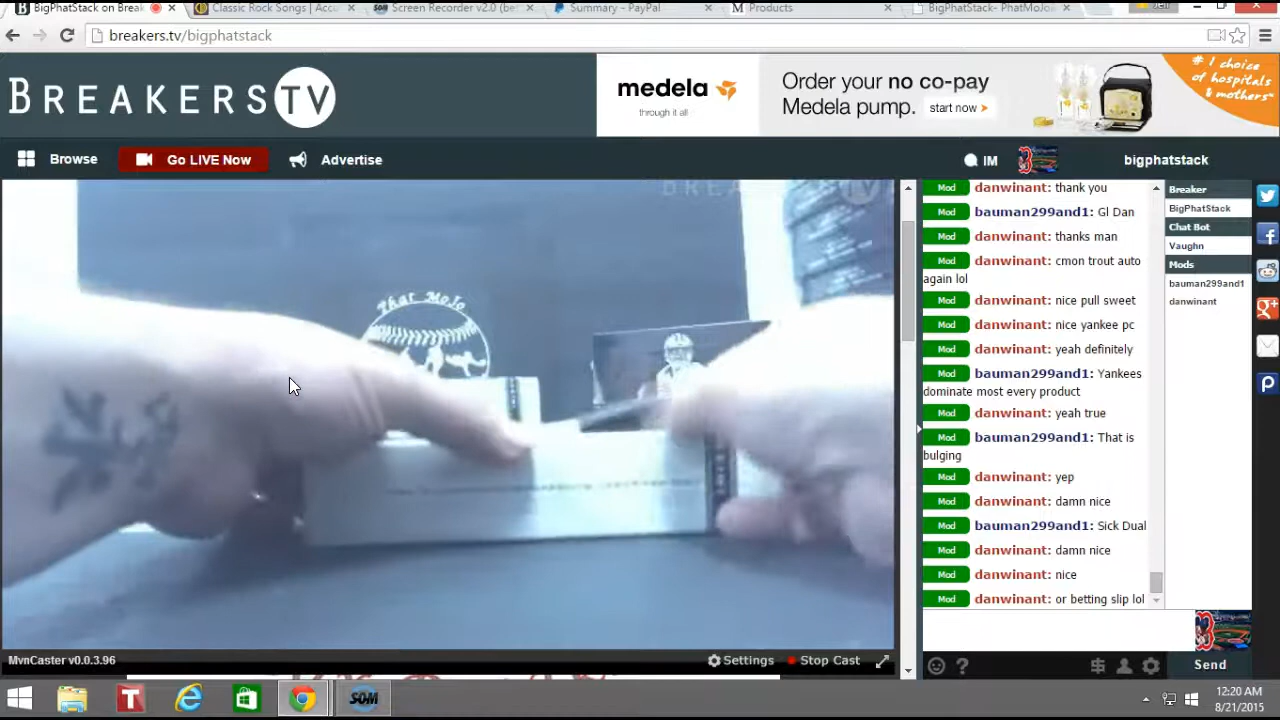 BigPhatStack on Break
Classic Rock Songs | Accu
Screen Recorder v2.0 (be
Summary - PayPal
Products
BigPhatStack- PhatMoJo
Jeff
breakers.tv/bigphatstack
BREAKERS TV
medela
through it all
Order your no co-pay
Medela pump. start now >
# 1 choice
of hospitals
& mothers*
Browse
Go LIVE Now
Advertise
IM
bigphatstack
BREA
Phat MoJo
Mod danwinant: thank you
Mod bauman299and1: Gl Dan
Mod danwinant: thanks man
Mod danwinant: cmon trout auto
again lol
Mod danwinant: nice pull sweet
Mod danwinant: nice yankee pc
Mod danwinant: yeah definitely
Mod bauman299and1: Yankees
dominate most every product
Mod danwinant: yeah true
Mod bauman299and1: That is
bulging
Mod danwinant: yep
Mod danwinant: damn nice
Mod bauman299and1: Sick Dual
Mod danwinant: damn nice
Mod danwinant: nice
Mod danwinant: or betting slip lol
Breaker
BigPhatStack
Chat Bot
Vaughn
Mods
bauman299and1
danwinant
Send
MvnCaster v0.0.3.96
Settings
Stop Cast
SOM
12:20 AM
8/21/2015